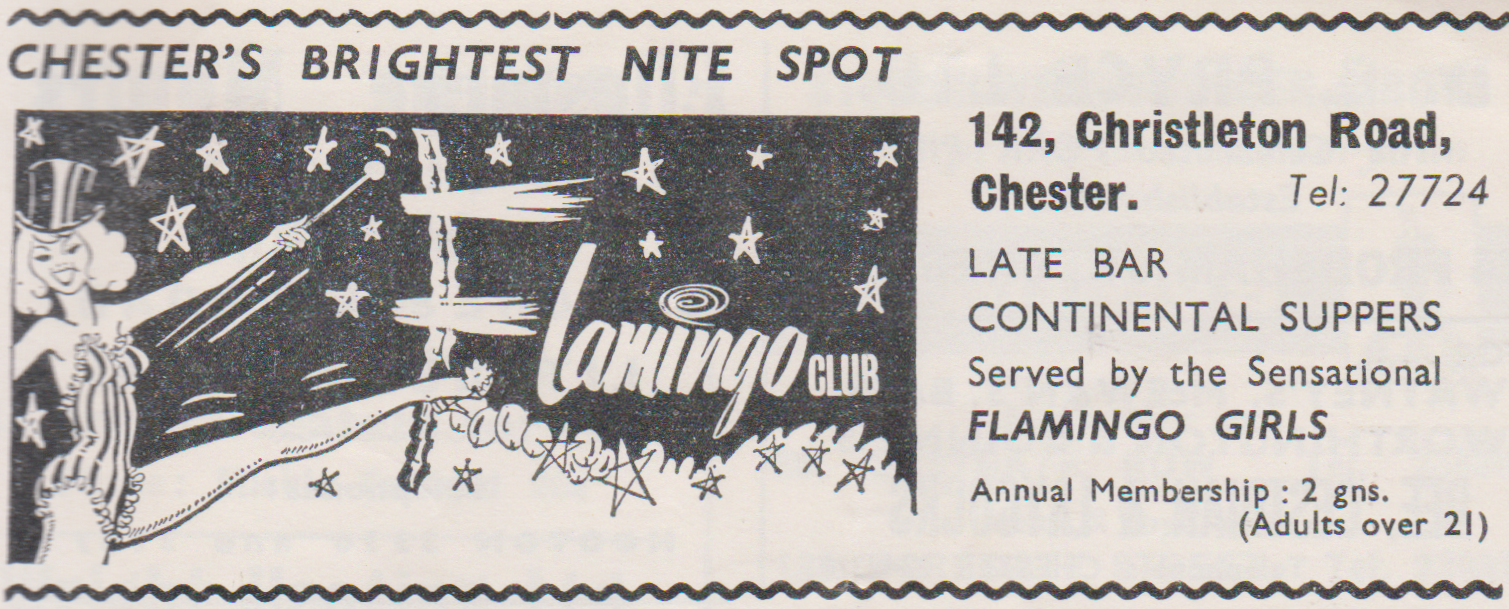 CHESTER'S BRIGHTEST NITE SPOT
Flamingo CLUB
142, Christleton Road,
Chester. Tel: 27724
LATE BAR
CONTINENTAL SUPPERS
Served by the Sensational
FLAMINGO GIRLS
Annual Membership : 2 gns.
(Adults over 21)